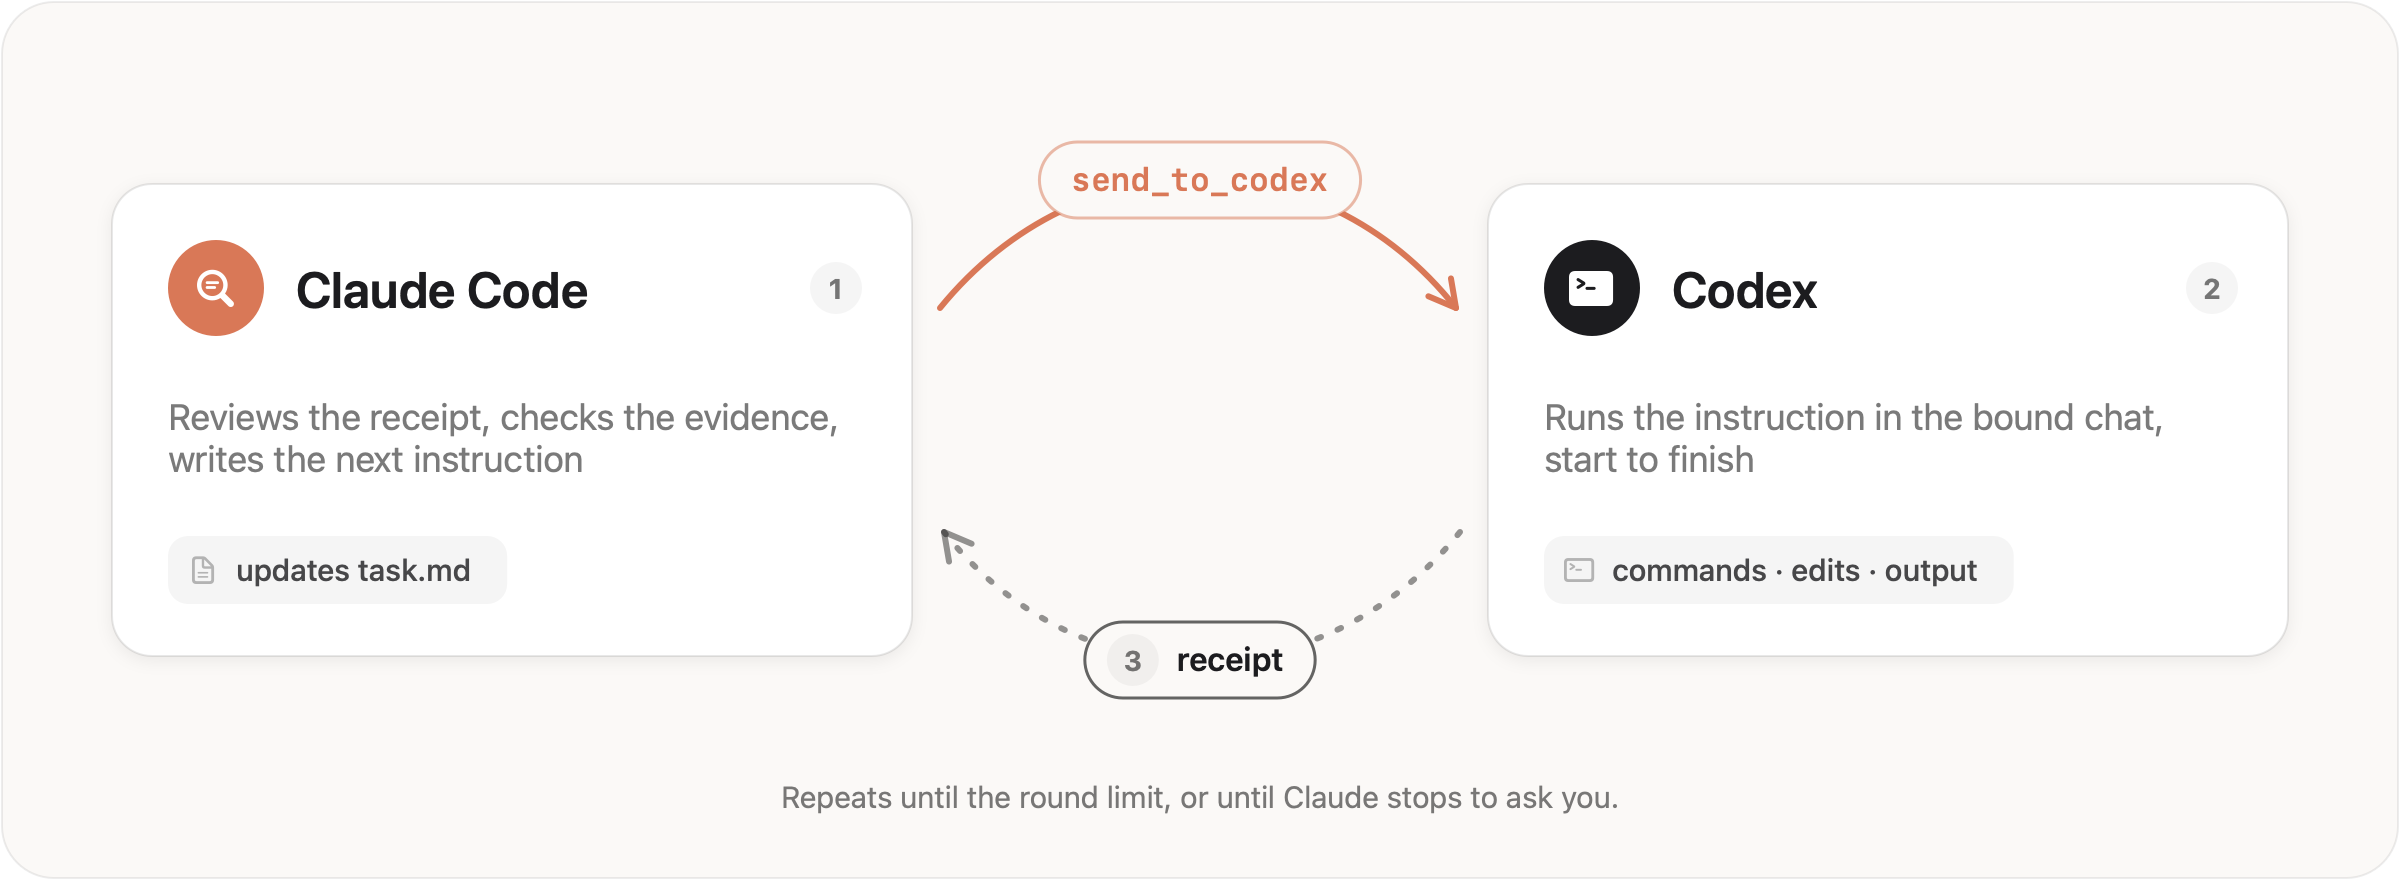 send_to_codex
Claude Code
1
Reviews the receipt, checks the evidence,
writes the next instruction
updates task.md
Codex
2
Runs the instruction in the bound chat,
start to finish
commands · edits · output
3 receipt
Repeats until the round limit, or until Claude stops to ask you.